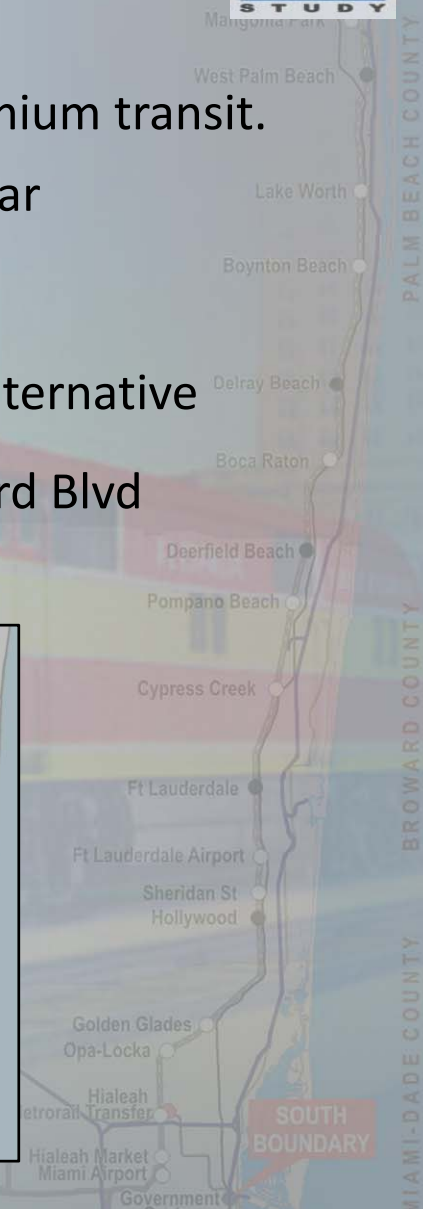 STUDY
Mangonia Park
West Palm Beach
nium transit.
ar
Lake Worth
Boynton Beach
lternative
Delray Beach
Boca Raton
rd Blvd
Deerfield Beach
Pompano Beach
Cypress Creek
Ft Lauderdale
Ft Lauderdale Airport
Sheridan St
Hollywood
Golden Glades
Opa-Locka
Hialeah
etrorail Transfer
Hialeah Market
Miami Airport
Government
SOUTH
BOUNDARY
PALM BEACH COUNTY
BROWARD COUNTY
MIAMI-DADE COUNTY